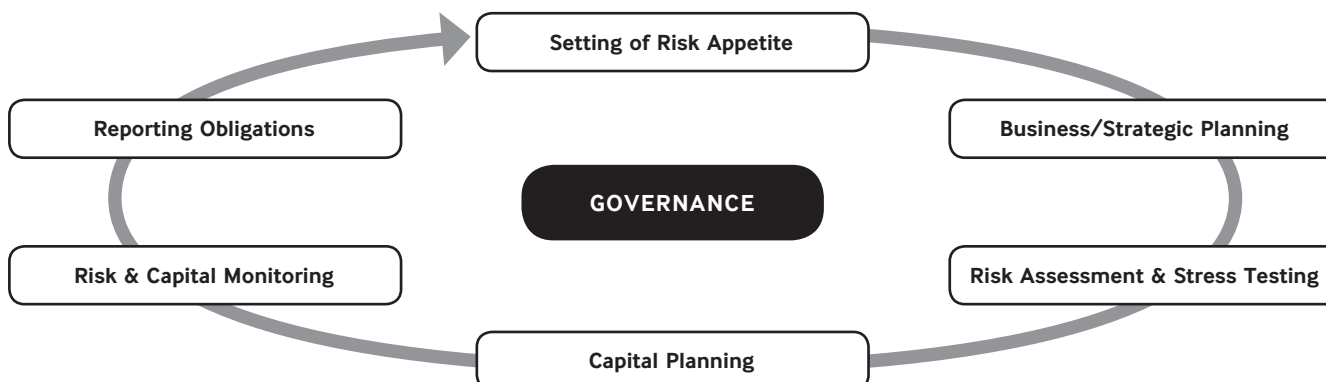 Setting of Risk Appetite
Reporting Obligations
Business/Strategic Planning
GOVERNANCE
Risk & Capital Monitoring
Risk Assessment & Stress Testing
Capital Planning